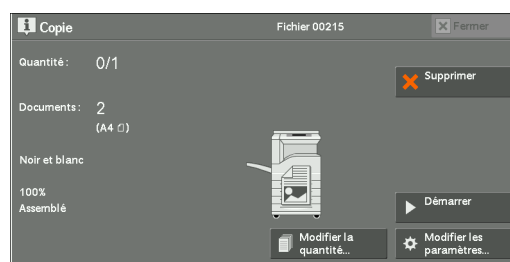 Copie
Fichier 00215
Fermer
Quantité : 0/1
Supprimer
Documents : 2
(A4)
Noir et blanc
100%
Assemblé
Démarrer
Modifier la
quantité...
Modifier les
paramètres...